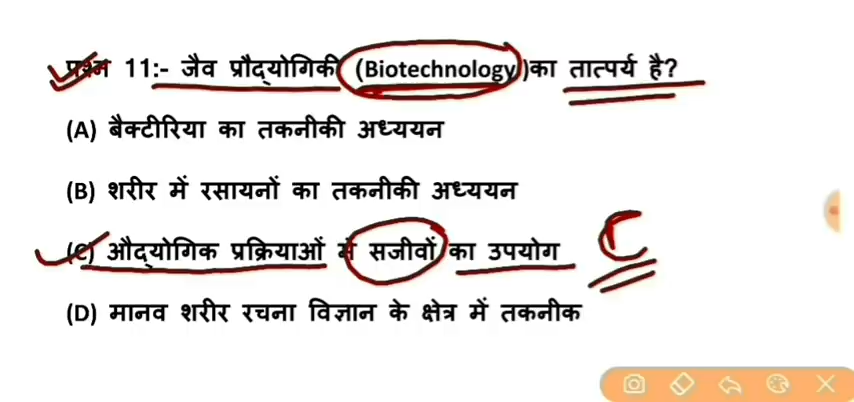 प्रश्न 11:- जैव प्रौद्योगिकी (Biotechnology)का तात्पर्य है?
(A) बैक्टीरिया का तकनीकी अध्ययन
(B) शरीर में रसायनों का तकनीकी अध्ययन
(C) औद्योगिक प्रक्रियाओं में सजीवों का उपयोग C
(D) मानव शरीर रचना विज्ञान के क्षेत्र में तकनीक